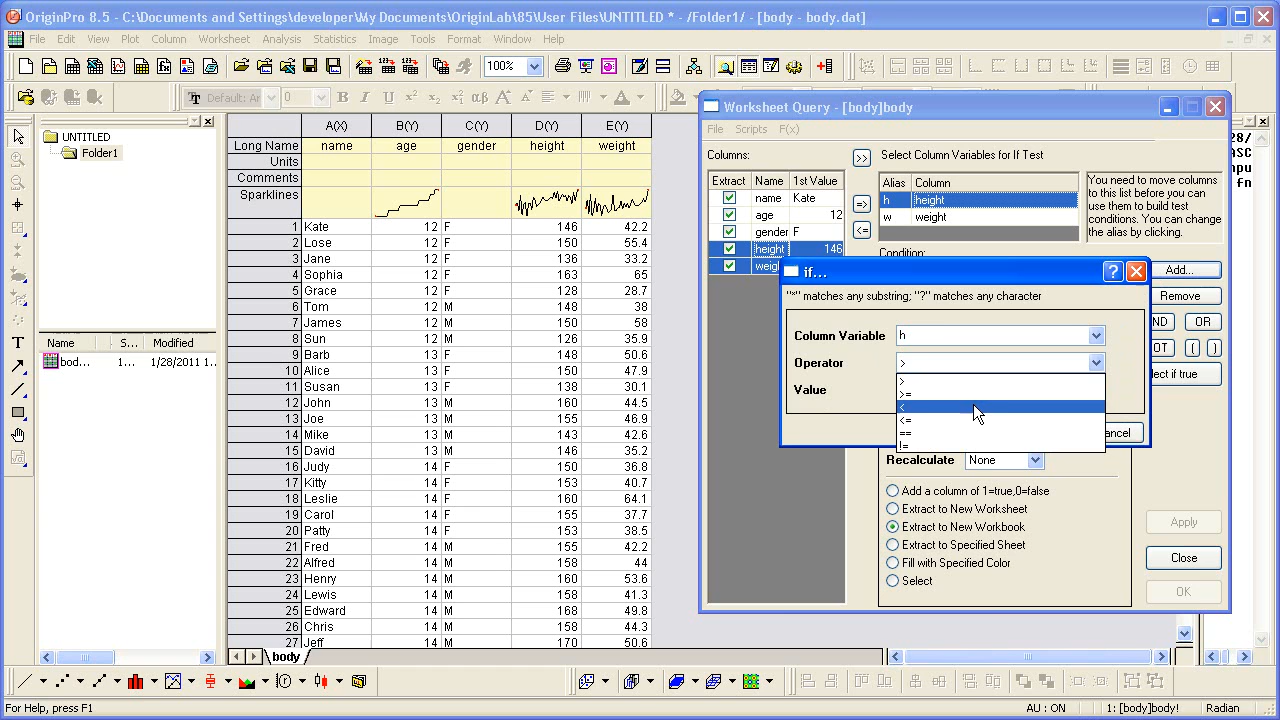 OriginPro 8.5 - C:\Documents and Settings\developer\My Documents\OriginLab\85\User Files\UNTITLED * - /Folder1/ - [body - body.dat]
File Edit View Plot Column Worksheet Analysis Statistics Image Tools Format Window Help
100%
Default: Ar 0 B I U
UNTITLED
Folder1
Name S... Modified
bod... 1... 1/28/2011 1...
A(X) B(Y) C(Y) D(Y) E(Y)
Long Name name age gender height weight
Units
Comments
Sparklines
1 Kate 12 F 146 42.2
2 Lose 12 F 150 55.4
3 Jane 12 F 136 33.2
4 Sophia 12 F 163 65
5 Grace 12 F 128 28.7
6 Tom 12 M 148 38
7 James 12 M 150 58
8 Sun 12 M 126 35.9
9 Barb 13 F 148 50.6
10 Alice 13 F 150 47.9
11 Susan 13 F 138 30.1
12 John 13 M 160 44.5
13 Joe 13 M 155 46.9
14 Mike 13 M 143 42.6
15 David 13 M 146 35.2
16 Judy 14 F 150 36.8
17 Kitty 14 F 153 40.7
18 Leslie 14 F 160 64.1
19 Carol 14 F 155 37.7
20 Patty 14 F 153 38.5
21 Fred 14 M 155 42.2
22 Alfred 14 M 158 44
23 Henry 14 M 160 53.6
24 Lewis 14 M 158 41.3
25 Edward 14 M 168 49.8
26 Chris 14 M 158 44.3
27 Jeff 14 M 170 50.6
body
Worksheet Query - [body]body
File Scripts F(x)
Columns:
Extract Name 1st Value
name Kate
age 12
gender F
height 146
>>
=>
<=
Select Column Variables for If Test
Alias Column
h height
w weight
You need to move columns
to this list before you can
use them to build test
conditions. You can change
the alias by clicking.
Condition:
Add...
Remove
OR
( )
if...
"*" matches any substring, "?" matches any character
Column Variable h
Operator >
Value
>
>=
<
<=
==
!=
Recalculate None
Add a column of 1=true,0=false
Extract to New Worksheet
Extract to New Workbook
Extract to Specified Sheet
Fill with Specified Color
Select
Apply
Close
OK
For Help, press F1 AU : ON 1: [body]body! Radian